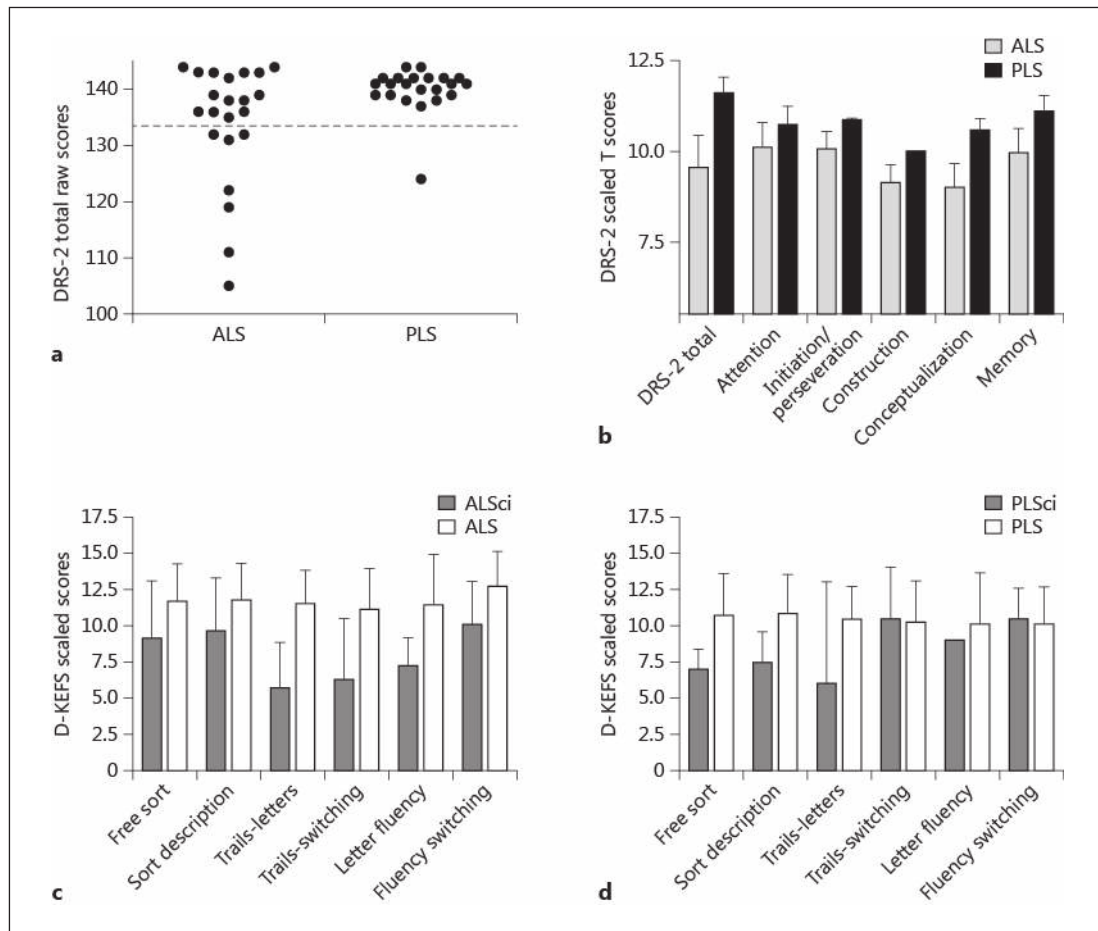 DRS-2 total raw scores
140
130
120
110
100
ALS
PLS
a
ALS
PLS
DRS-2 scaled T scores
12.5
10.0
7.5
DRS-2 total
Attention
Initiation/
perseveration
Construction
Conceptualization
Memory
b
ALSci
ALS
D-KEFS scaled scores
17.5
15.0
12.5
10.0
7.5
5.0
2.5
0
Free sort
Sort description
Trails-letters
Trails-switching
Letter fluency
Fluency switching
c
PLSci
PLS
D-KEFS scaled scores
17.5
15.0
12.5
10.0
7.5
5.0
2.5
0
Free sort
Sort description
Trails-letters
Trails-switching
Letter fluency
Fluency switching
d